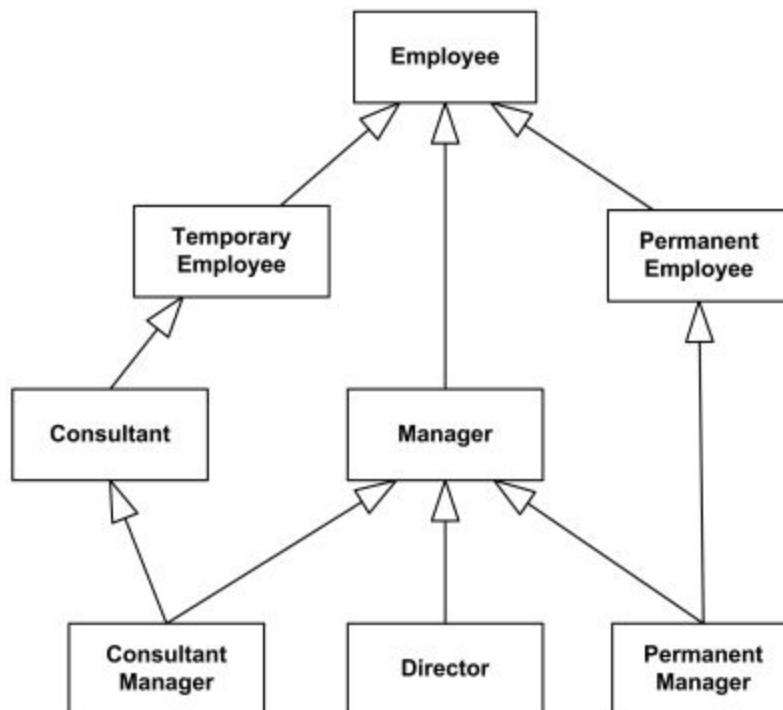 Employee
Temporary
Employee
Permanent
Employee
Consultant
Manager
Consultant
Manager
Director
Permanent
Manager